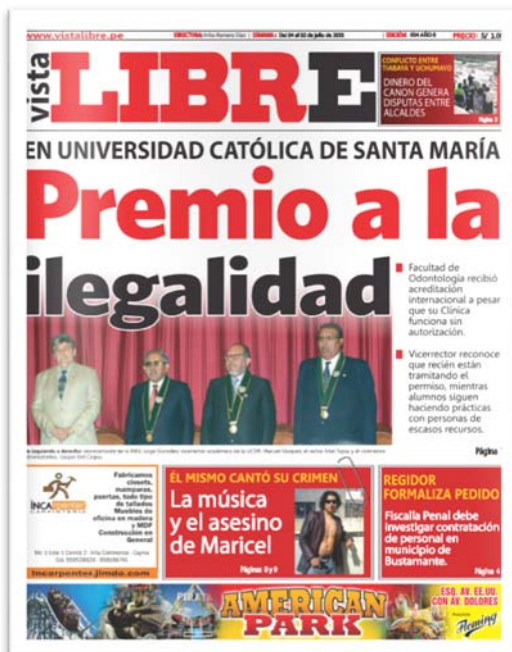 www.vistalibre.pe
PRECIO: S/ 1.0
vista LIBRE
CONFLICTO ENTRE
TIABAYA Y UCHUMAYO
DINERO DEL
CANON GENERA
DISPUTAS ENTRE
ALCALDES
Página 3
EN UNIVERSIDAD CATÓLICA DE SANTA MARÍA
Premio a la
ilegalidad
Facultad de
Odontología recibió
acreditación
internacional a pesar
que su Clínica
funciona sin
autorización.
Vicerrector reconoce
que recién están
tramitando el
permiso, mientras
alumnos siguen
haciendo prácticas
con personas de
escasos recursos.
Página
INCArpenter
Fabricamos
closets,
mamparas,
puertas, todo tipo
de tallados
Muebles de
oficina en madera
y MDF
Construcción en
General
incarpenter.jimdo.com
ÉL MISMO CANTÓ SU CRIMEN
La música
y el asesino
de Maricel
Páginas 8 y 9
REGIDOR
FORMALIZA PEDIDO
Fiscalía Penal debe
investigar contratación
de personal en
municipio de
Bustamante.
Página 4
AMERICAN
PARK
ESQ. AV. EE.UU.
CON AV. DOLORES
Fleming